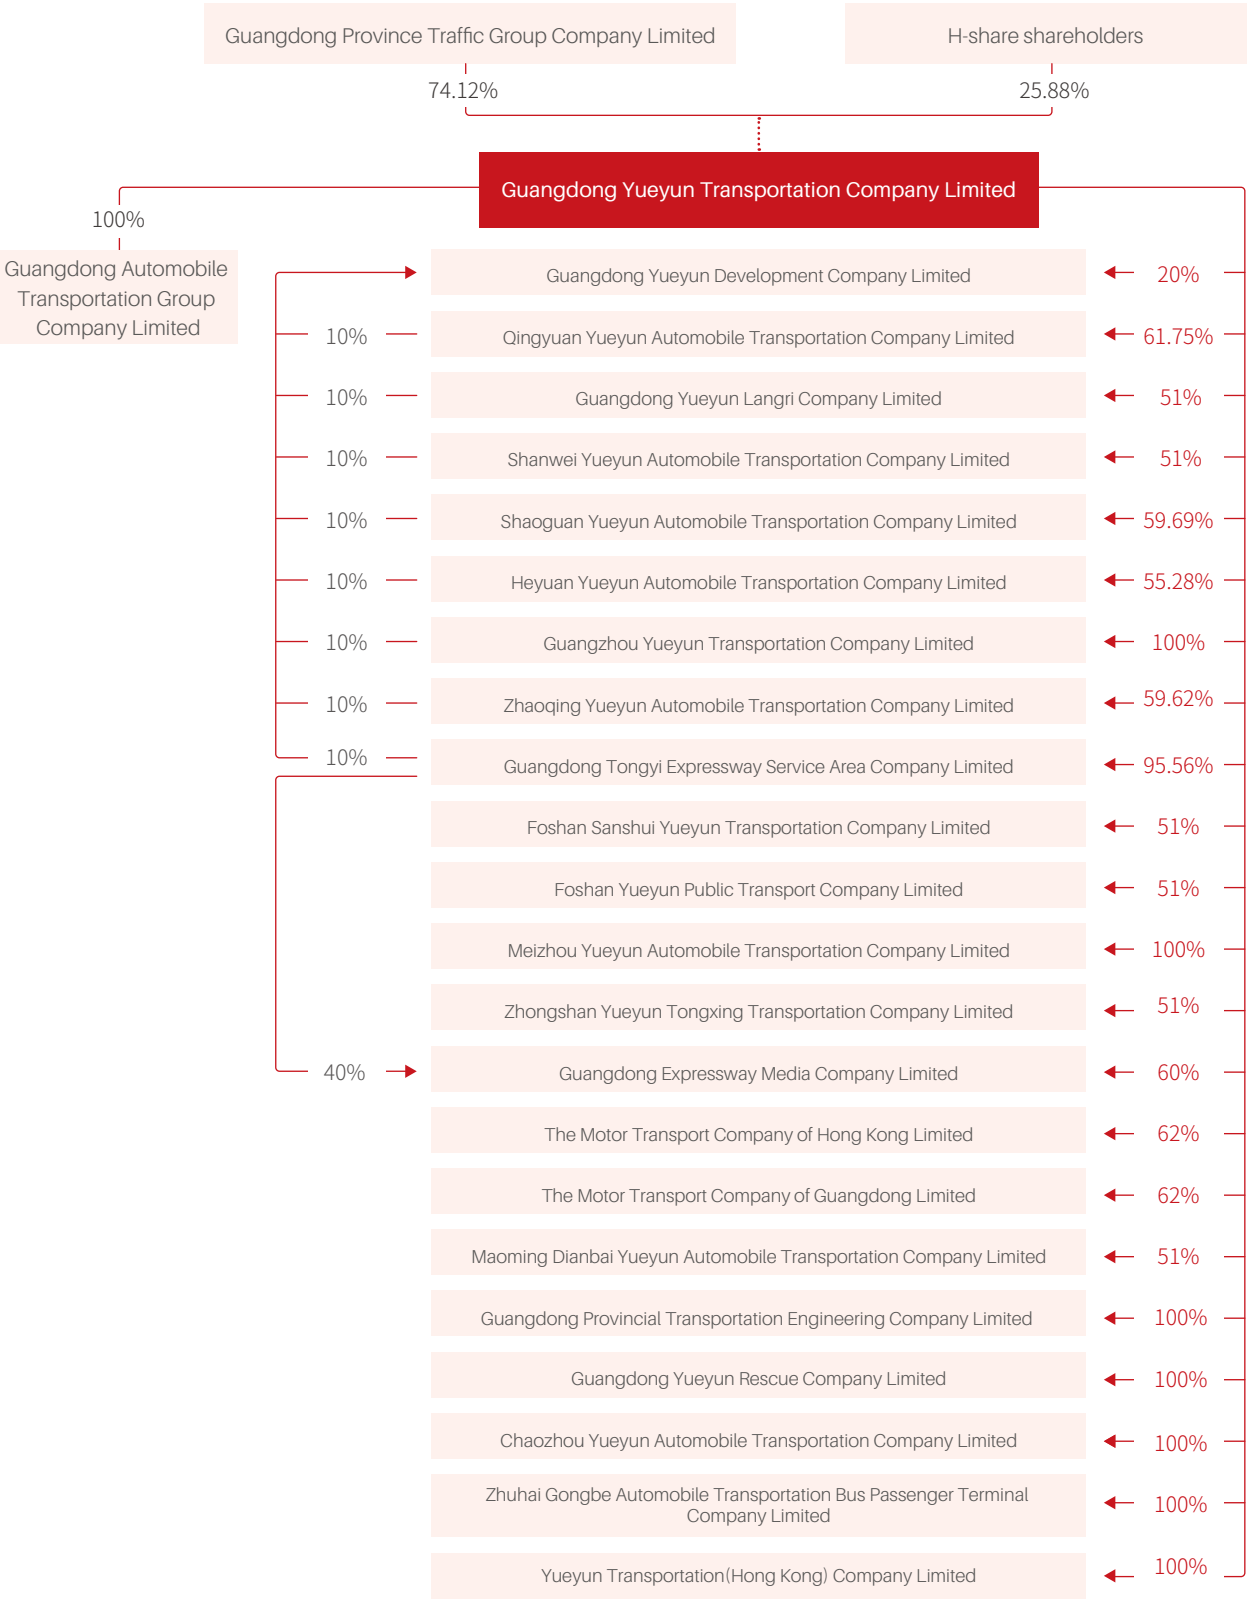 Guangdong Province Traffic Group Company Limited
H-share shareholders
74.12%
25.88%
Guangdong Yueyun Transportation Company Limited
100%
Guangdong Automobile
Transportation Group
Company Limited
Guangdong Yueyun Development Company Limited
20%
10%
Qingyuan Yueyun Automobile Transportation Company Limited
61.75%
10%
Guangdong Yueyun Langri Company Limited
51%
10%
Shanwei Yueyun Automobile Transportation Company Limited
51%
10%
Shaoguan Yueyun Automobile Transportation Company Limited
59.69%
10%
Heyuan Yueyun Automobile Transportation Company Limited
55.28%
10%
Guangzhou Yueyun Transportation Company Limited
100%
10%
Zhaoqing Yueyun Automobile Transportation Company Limited
59.62%
10%
Guangdong Tongyi Expressway Service Area Company Limited
95.56%
Foshan Sanshui Yueyun Transportation Company Limited
51%
Foshan Yueyun Public Transport Company Limited
51%
Meizhou Yueyun Automobile Transportation Company Limited
100%
Zhongshan Yueyun Tongxing Transportation Company Limited
51%
40%
Guangdong Expressway Media Company Limited
60%
The Motor Transport Company of Hong Kong Limited
62%
The Motor Transport Company of Guangdong Limited
62%
Maoming Dianbai Yueyun Automobile Transportation Company Limited
51%
Guangdong Provincial Transportation Engineering Company Limited
100%
Guangdong Yueyun Rescue Company Limited
100%
Chaozhou Yueyun Automobile Transportation Company Limited
100%
Zhuhai Gongbe Automobile Transportation Bus Passenger Terminal
Company Limited
100%
Yueyun Transportation(Hong Kong) Company Limited
100%